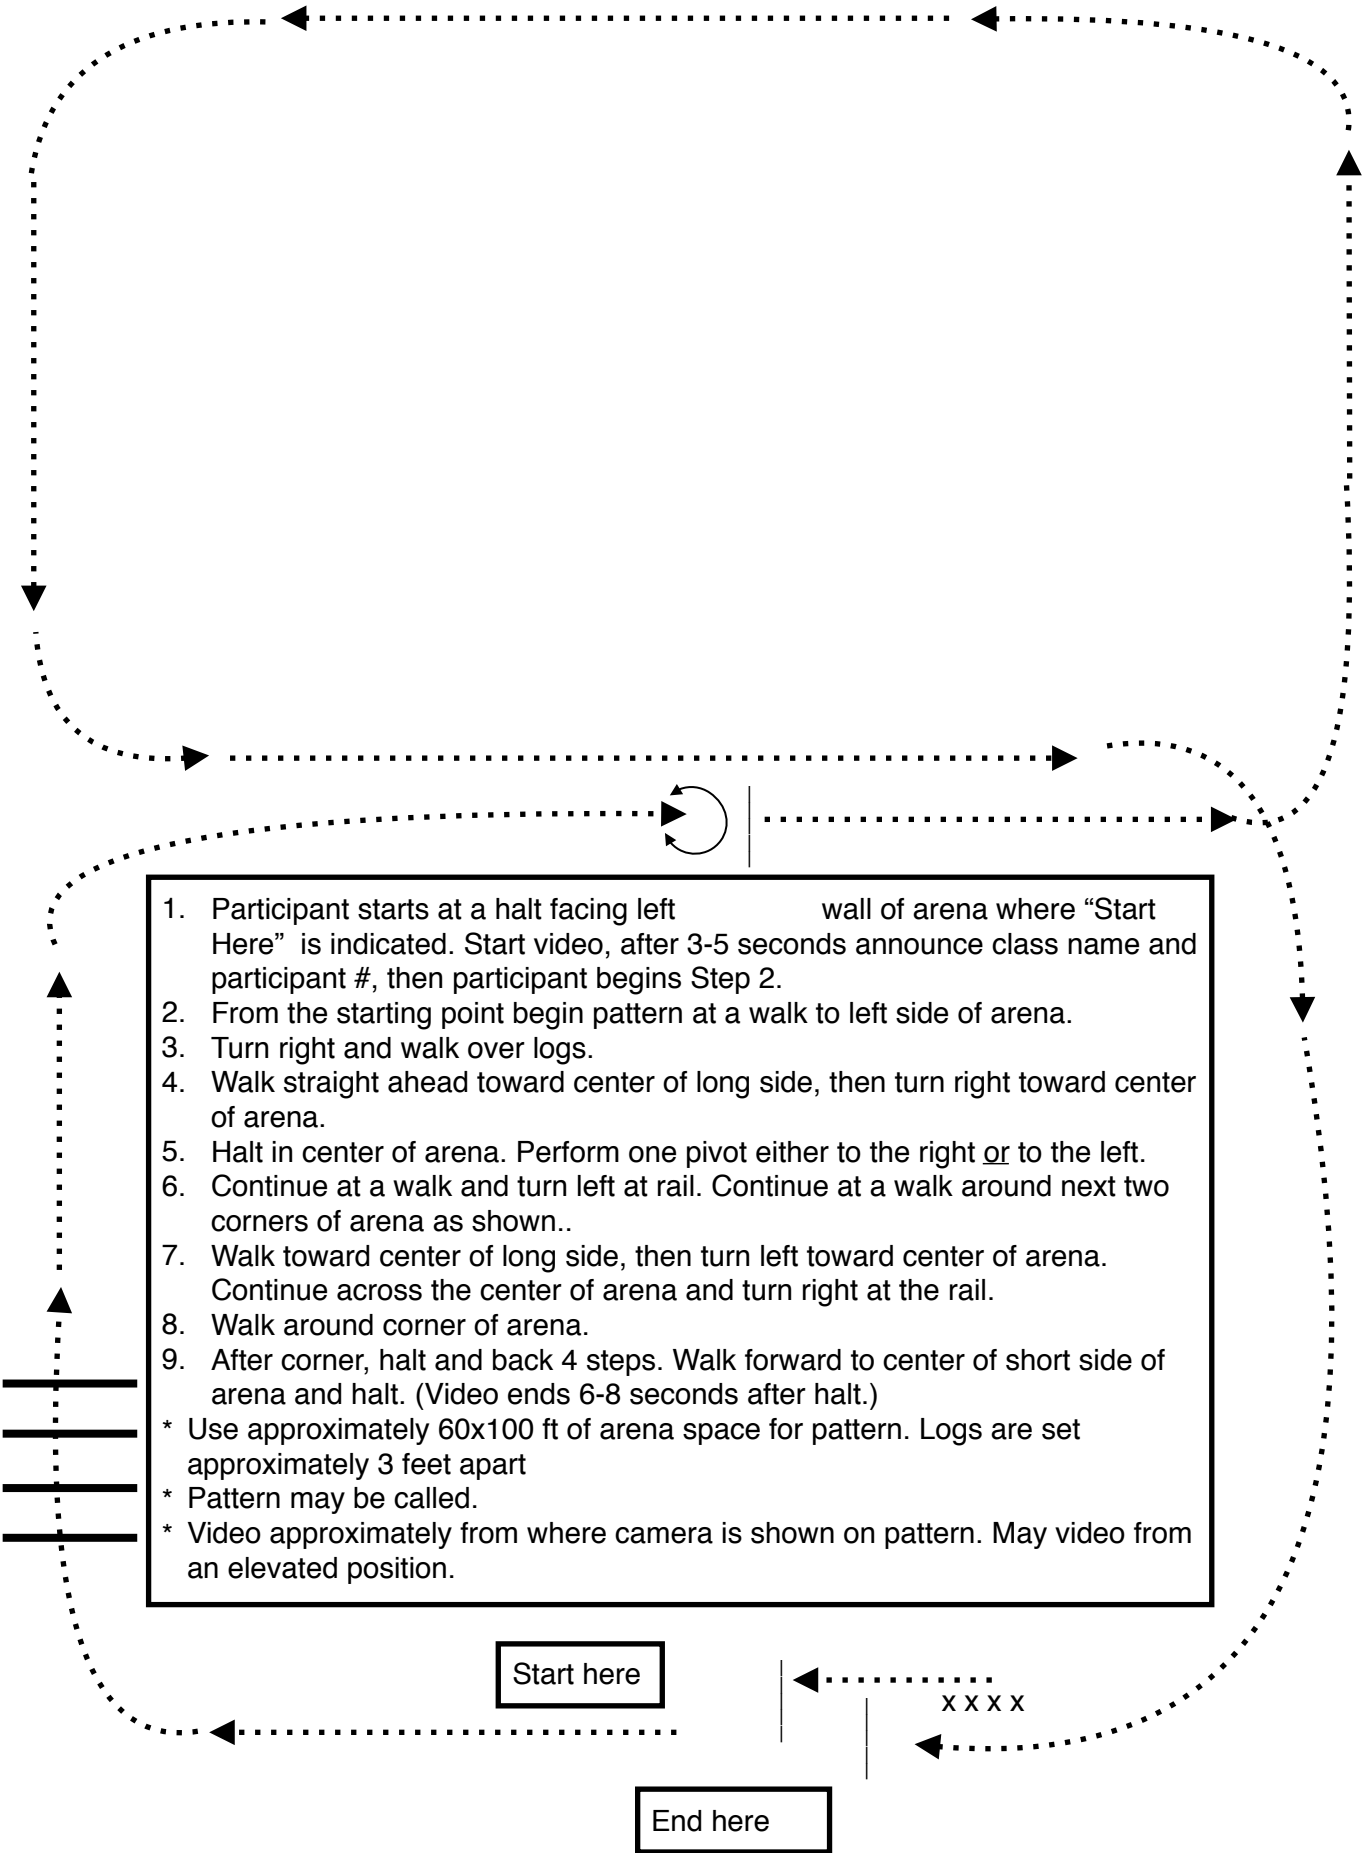 1. Participant starts at a halt facing left wall of arena where “Start
Here” is indicated. Start video, after 3-5 seconds announce class name and
participant #, then participant begins Step 2.
2. From the starting point begin pattern at a walk to left side of arena.
3. Turn right and walk over logs.
4. Walk straight ahead toward center of long side, then turn right toward center
of arena.
5. Halt in center of arena. Perform one pivot either to the right or to the left.
6. Continue at a walk and turn left at rail. Continue at a walk around next two
corners of arena as shown..
7. Walk toward center of long side, then turn left toward center of arena.
Continue across the center of arena and turn right at the rail.
8. Walk around corner of arena.
9. After corner, halt and back 4 steps. Walk forward to center of short side of
arena and halt. (Video ends 6-8 seconds after halt.)
* Use approximately 60x100 ft of arena space for pattern. Logs are set
approximately 3 feet apart
* Pattern may be called.
* Video approximately from where camera is shown on pattern. May video from
an elevated position.
Start here
x x x x
End here